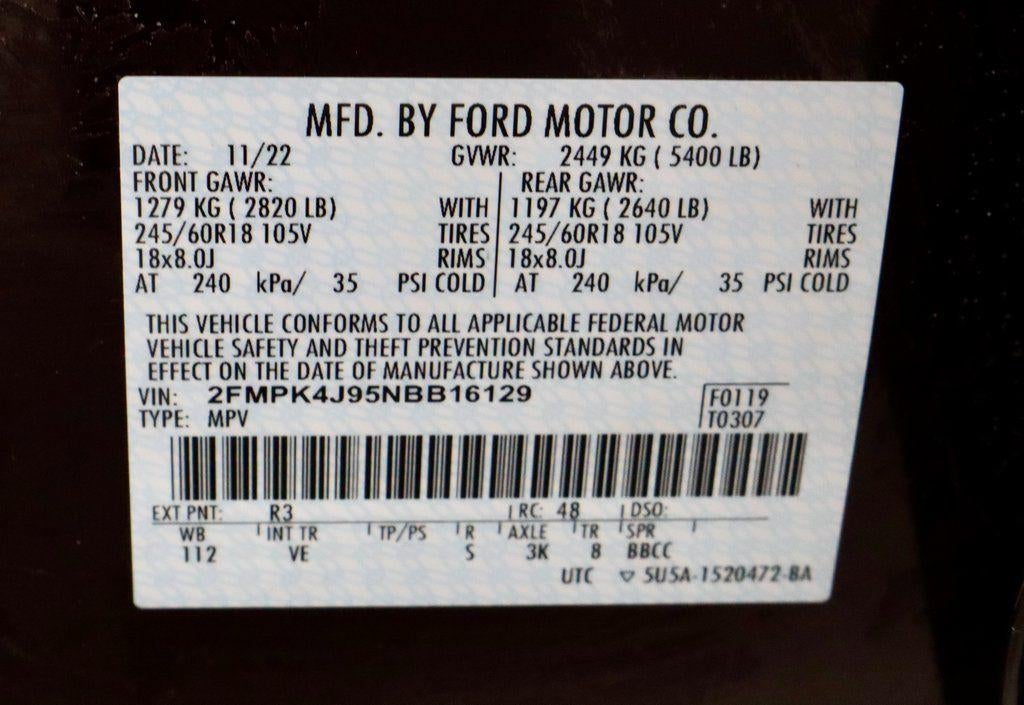 MFD. BY FORD MOTOR CO.
DATE: 11/22 GVWR: 2449 KG ( 5400 LB)
FRONT GAWR: REAR GAWR:
1279 KG ( 2820 LB) WITH 1197 KG ( 2640 LB) WITH
245/60R18 105V TIRES 245/60R18 105V TIRES
18x8.0J RIMS 18x8.0J RIMS
AT 240 kPa/ 35 PSI COLD AT 240 kPa/ 35 PSI COLD
THIS VEHICLE CONFORMS TO ALL APPLICABLE FEDERAL MOTOR
VEHICLE SAFETY AND THEFT PREVENTION STANDARDS IN
EFFECT ON THE DATE OF MANUFACTURE SHOWN ABOVE.
VIN: 2FMPK4J95NBB16129 F0119
TYPE: MPV T0307
EXT PNT: R3 RC: 48 DSO:
WB INT TR TP/PS R AXLE TR SPR
112 VE S 3K 8 BBCC
UTC ▽ 5U5A-1520472-BA